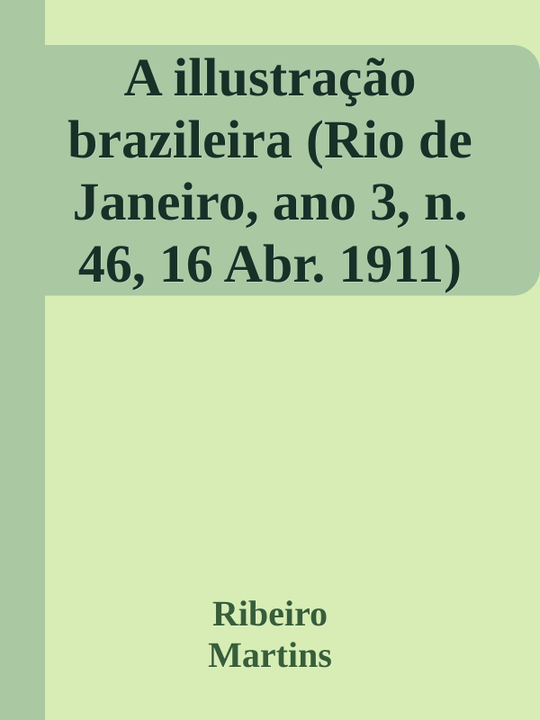 A illustração
brazileira (Rio de
Janeiro, ano 3, n.
46, 16 Abr. 1911)
Ribeiro
Martins